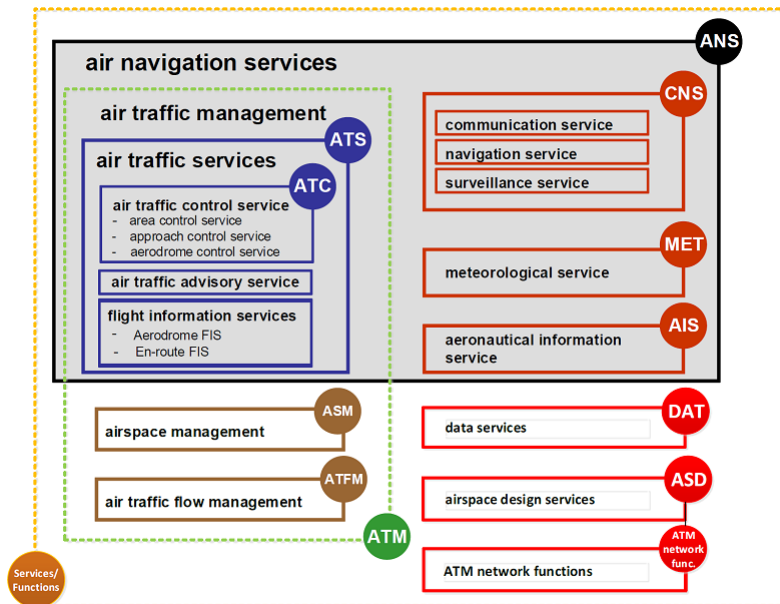 ANS
air navigation services
air traffic management
ATS
air traffic services
ATC
air traffic control service
- area control service
- approach control service
- aerodrome control service
air traffic advisory service
flight information services
- Aerodrome FIS
- En-route FIS
CNS
communication service
navigation service
surveillance service
MET
meteorological service
AIS
aeronautical information
service
ASM
airspace management
ATFM
air traffic flow management
ATM
DAT
data services
ASD
airspace design services
ATM
network
func.
ATM network functions
Services/
Functions